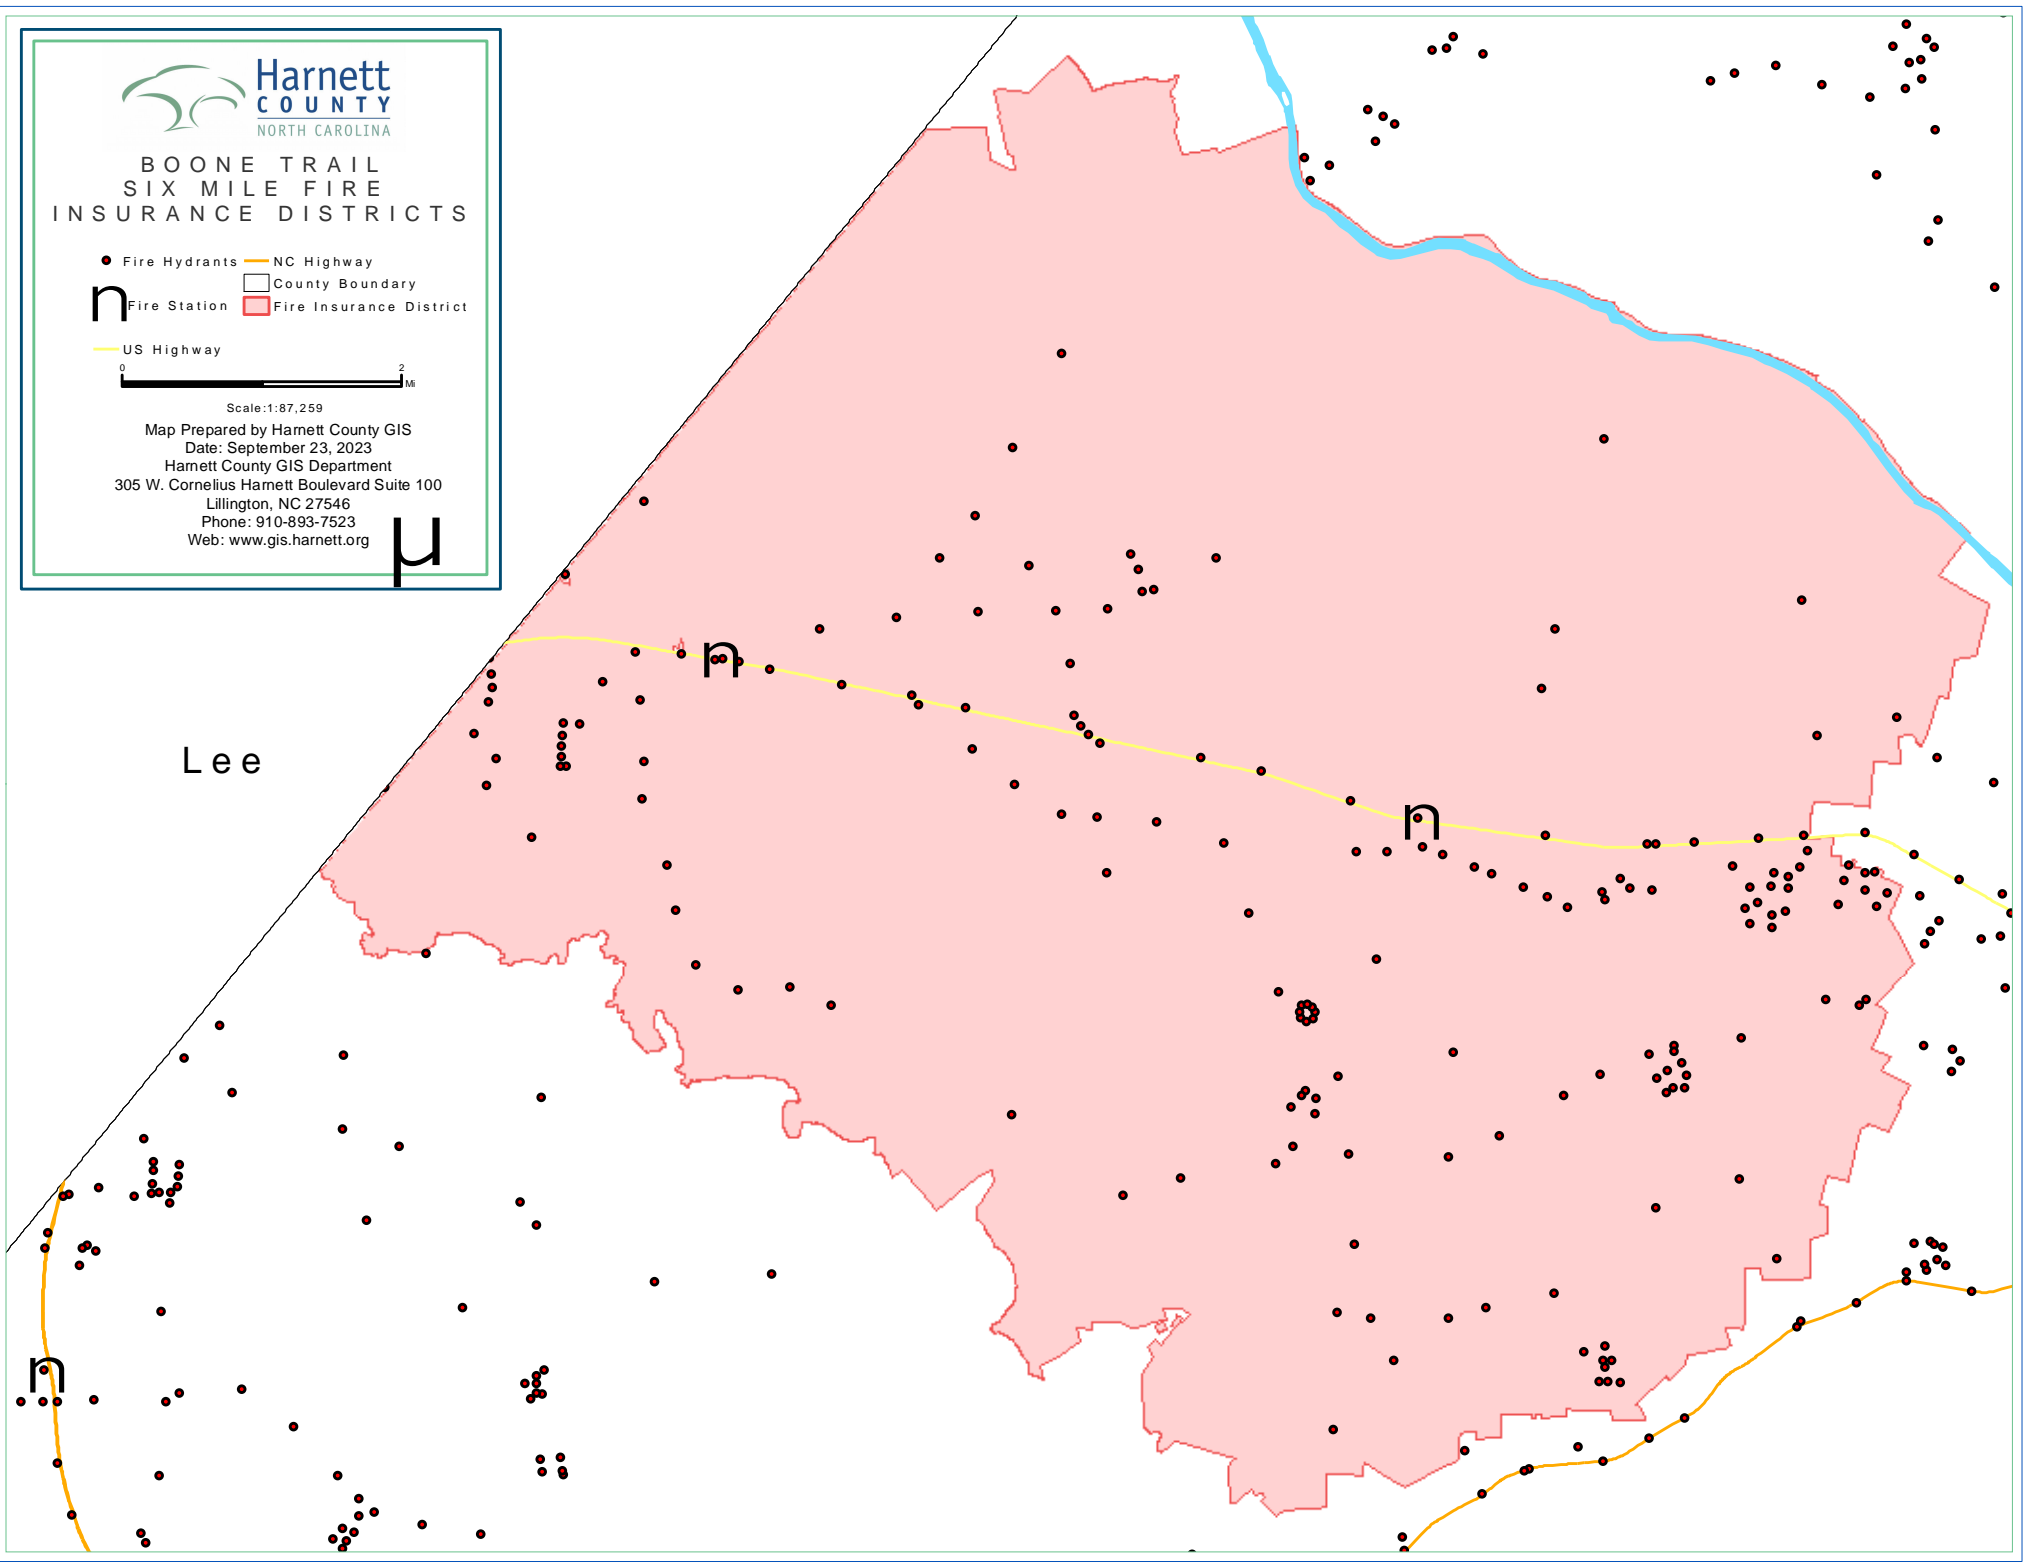 Harnett
COUNTY
NORTH CAROLINA
BOONE TRAIL
SIX MILE FIRE
INSURANCE DISTRICTS
Fire Hydrants
NC Highway
County Boundary
n Fire Station
Fire Insurance District
US Highway
0 2
Mi
Scale:1:87,259
Map Prepared by Harnett County GIS
Date: September 23, 2023
Harnett County GIS Department
305 W. Cornelius Harnett Boulevard Suite 100
Lillington, NC 27546
Phone: 910-893-7523
Web: www.gis.harnett.org
µ
n
Lee
n
n